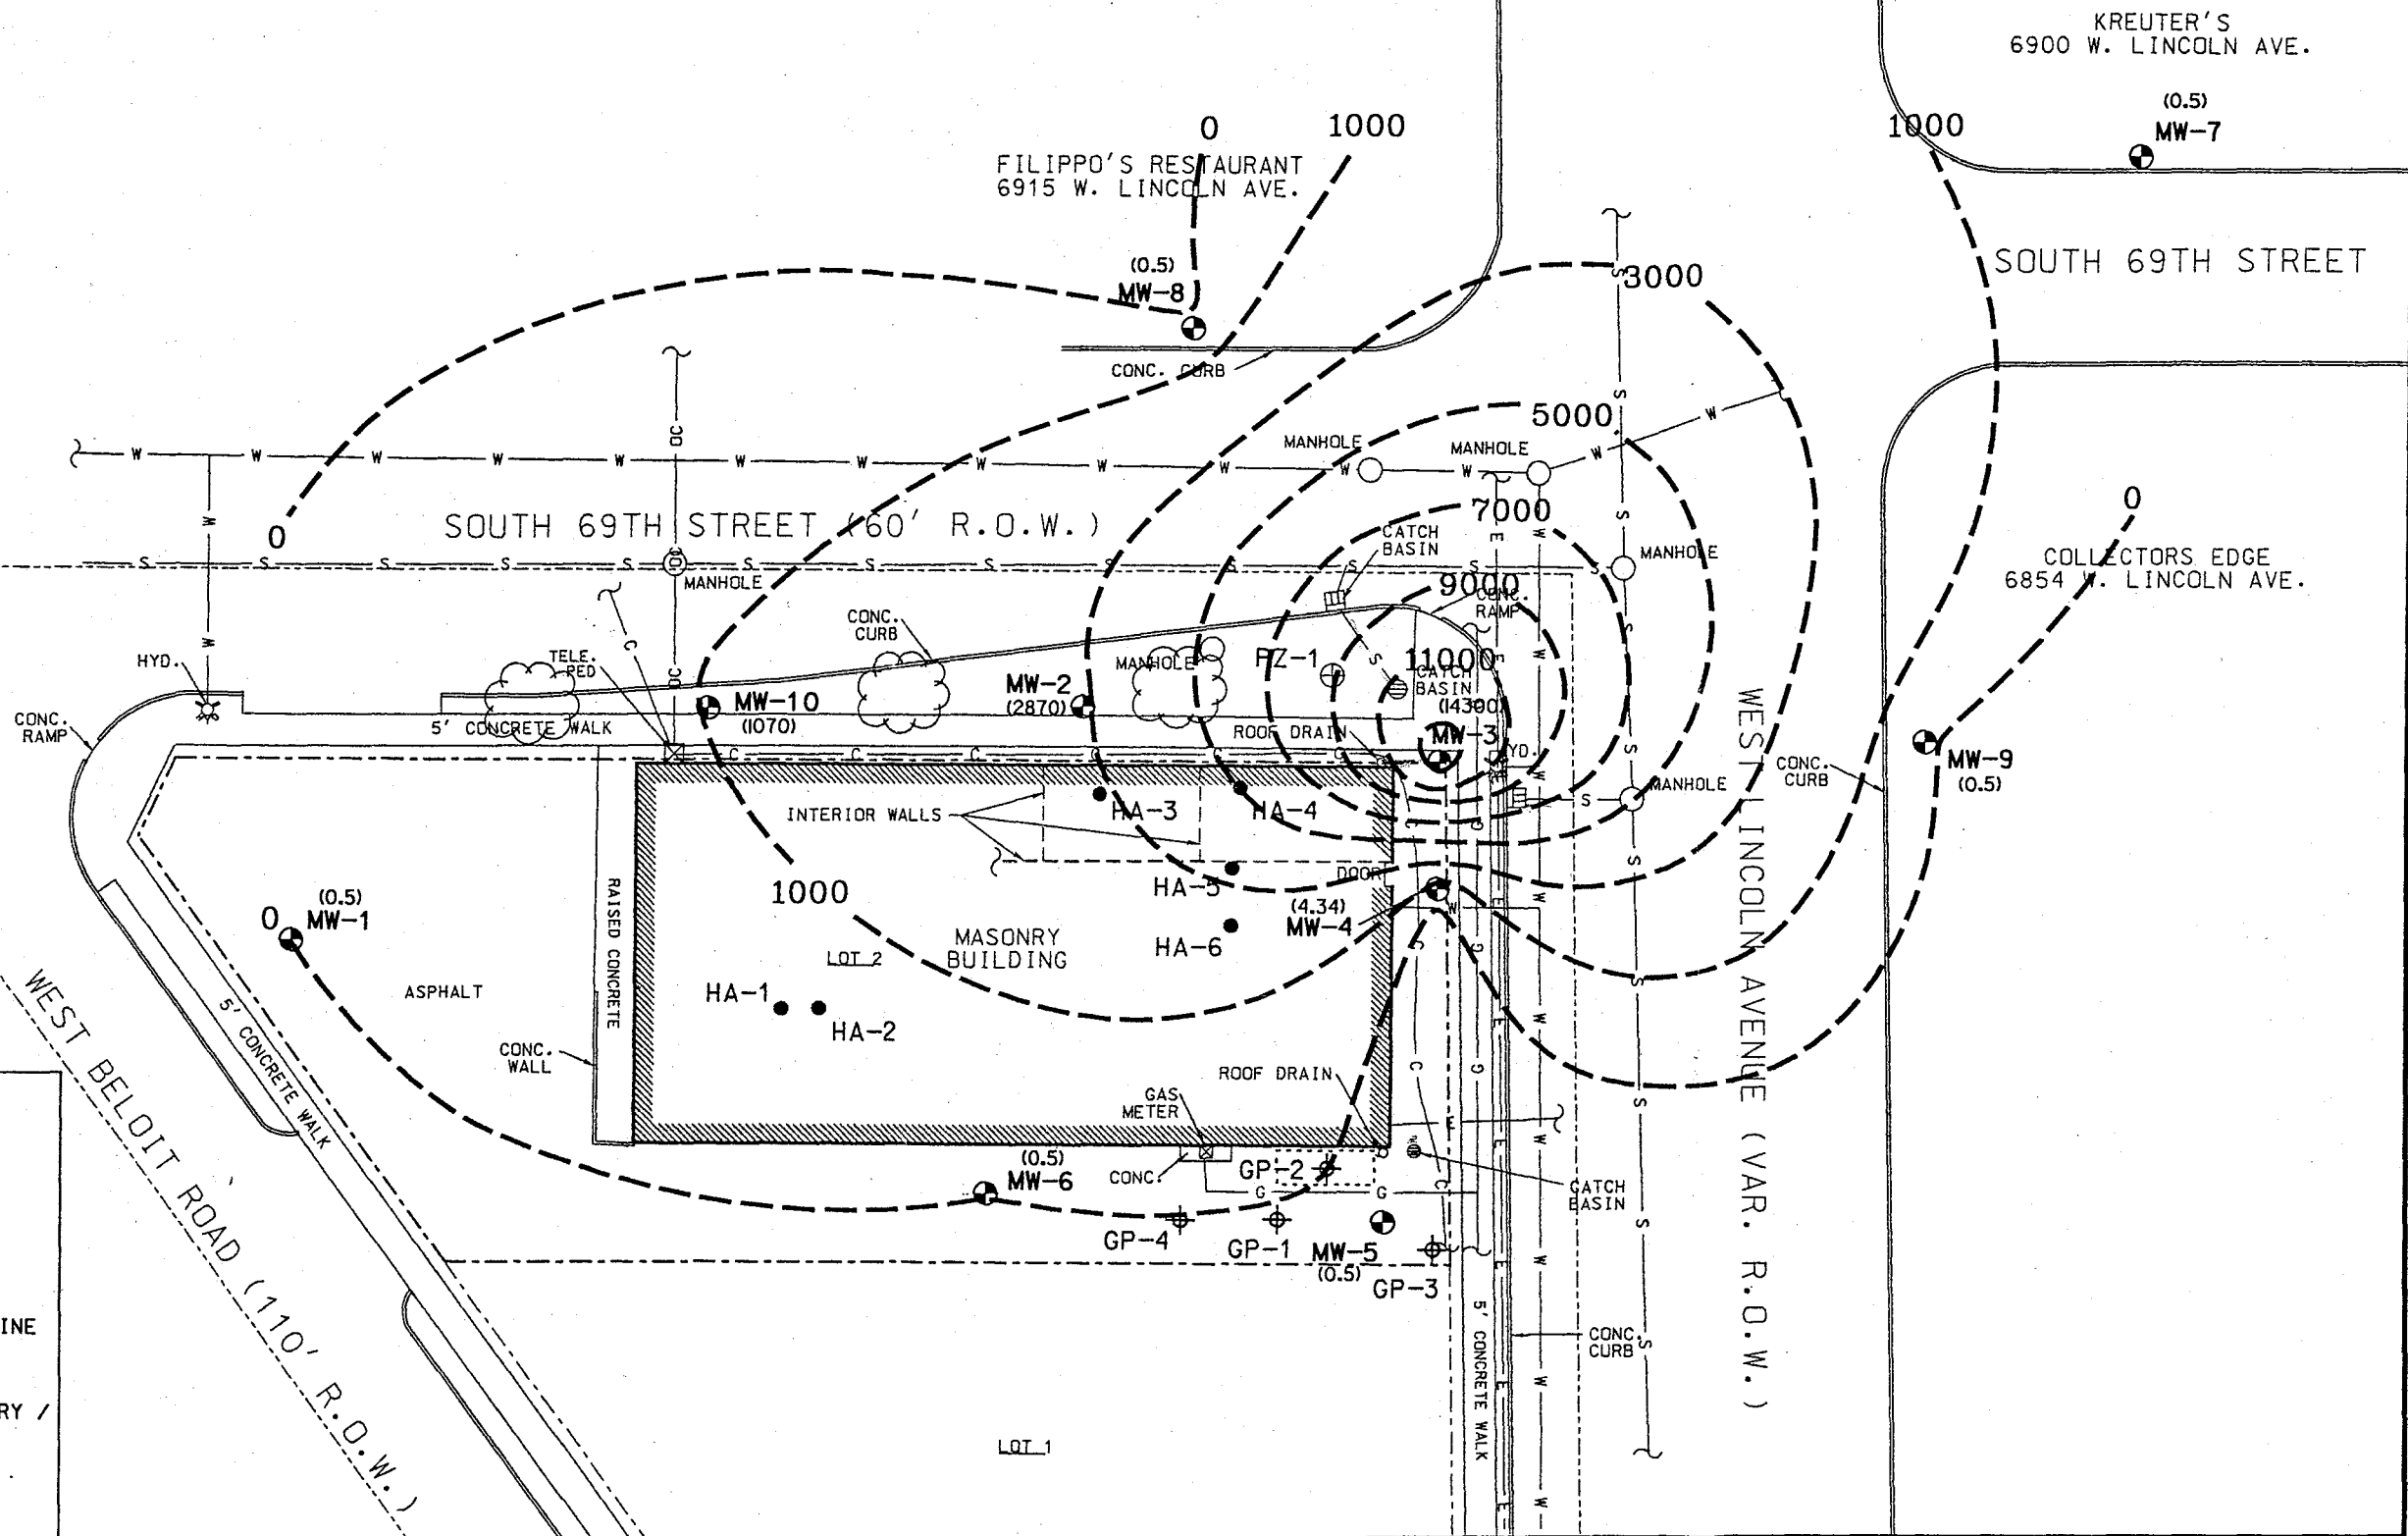 KREUTER'S
6900 W. LINCOLN AVE.
(0.5)
MW-7
0
1000
1000
FILIPPO'S RESTAURANT
6915 W. LINCOLN AVE.
SOUTH 69TH STREET
(0.5)
MW-8
3000
CONC. CURB
5000
MANHOLE
MANHOLE
0
SOUTH 69TH STREET (60' R.O.W.)
7000
CATCH
BASIN
0
COLLECTORS EDGE
6854 W. LINCOLN AVE.
MANHOLE
MANHOLE
9000
CONC.
RAMP
CONC.
CURB
HYD.
TELE.
PED
MANHOLE
PZ-1
11000
CATCH
BASIN
(14300)
MW-3
MW-2
(2870)
MW-10
(1070)
CONC.
RAMP
5' CONCRETE WALK
ROOF DRAIN
HYD.
MW-9
(0.5)
CONC.
CURB
MANHOLE
INTERIOR WALLS
HA-3
HA-4
1000
HA-5
DOOR
(4.34)
MW-4
HA-6
(0.5)
0
MW-1
RAISED CONCRETE
MASONRY
BUILDING
LOT 2
ASPHALT
HA-1
HA-2
5' CONCRETE WALK
CONC.
WALL
WEST BELOIT ROAD (110' R.O.W.)
WEST LINCOLN AVENUE (VAR. R.O.W.)
ROOF DRAIN
GAS
METER
(0.5)
MW-6
CONC.
GP-2
CATCH
BASIN
GP-4
GP-1
MW-5
(0.5)
GP-3
INE
RY /
5' CONCRETE WALK
CONC.
CURB
LOT 1